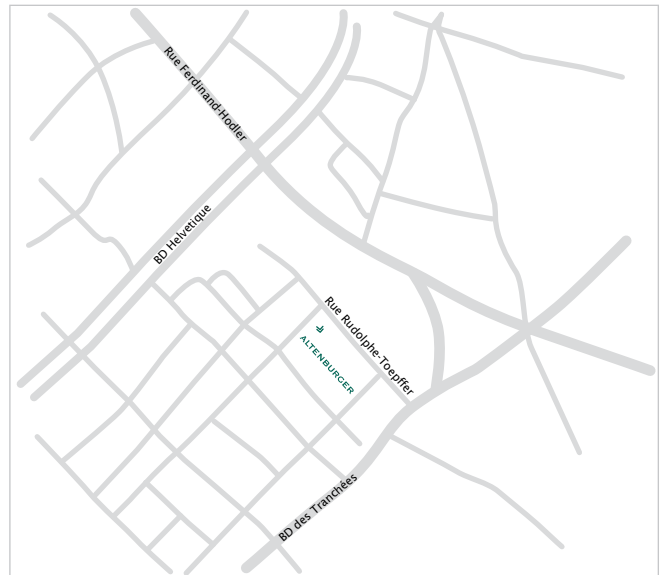 Rue Ferdinand-Hodler
BD Helvetique
Rue Rudolphe-Toepffer
ALTENBURGER
BD des Tranchées